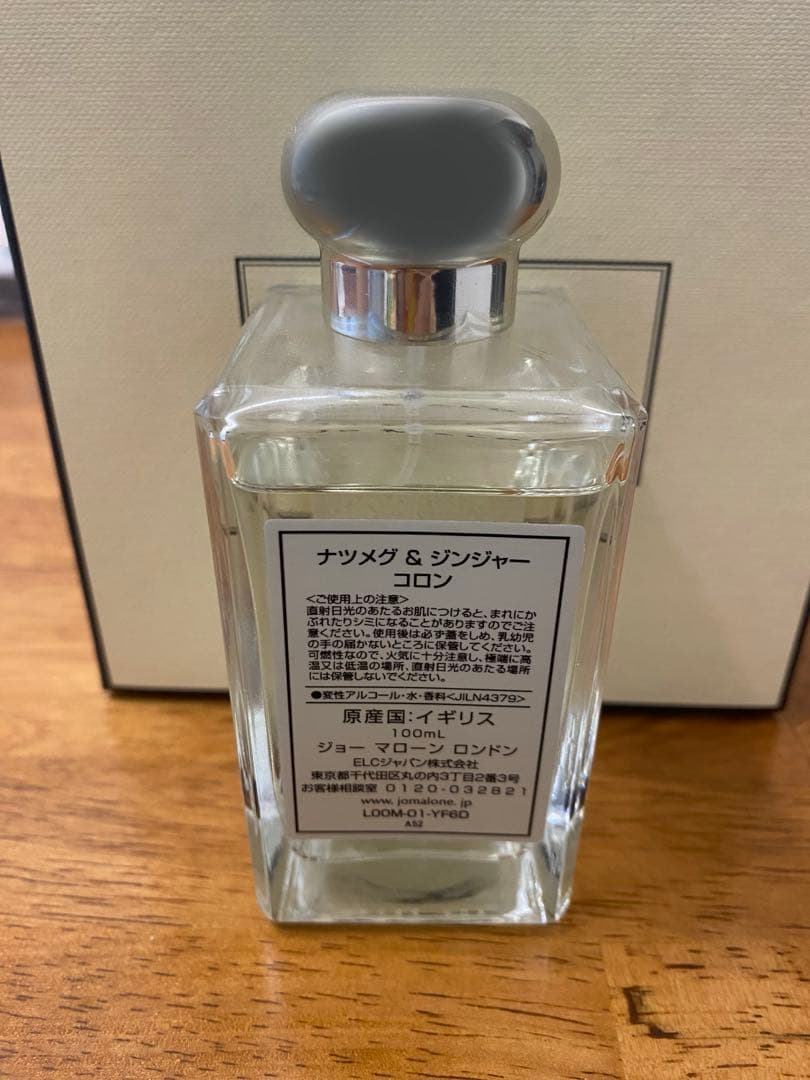 ナツメグ & ジンジャー
コロン
<ご使用上の注意>
直射日光のあたるお肌につけると、まれにか
ぶれたりシミになることがありますのでご注
意ください。使用後は必ず蓋をしめ、乳幼児
の手の届かないところに保管してください。
可燃性なので、火気に十分注意し、極端に高
温又は低温の場所、直射日光のあたる場所
には保管しないでください。
●変性アルコール・水・香料<JILN4379>
原産国:イギリス
100mL
ジョー マローン ロンドン
ELCジャパン株式会社
東京都千代田区丸の内3丁目2番3号
お客様相談室 0120-032821
www. jomalone. jp
L00M-01-YF6D
A52